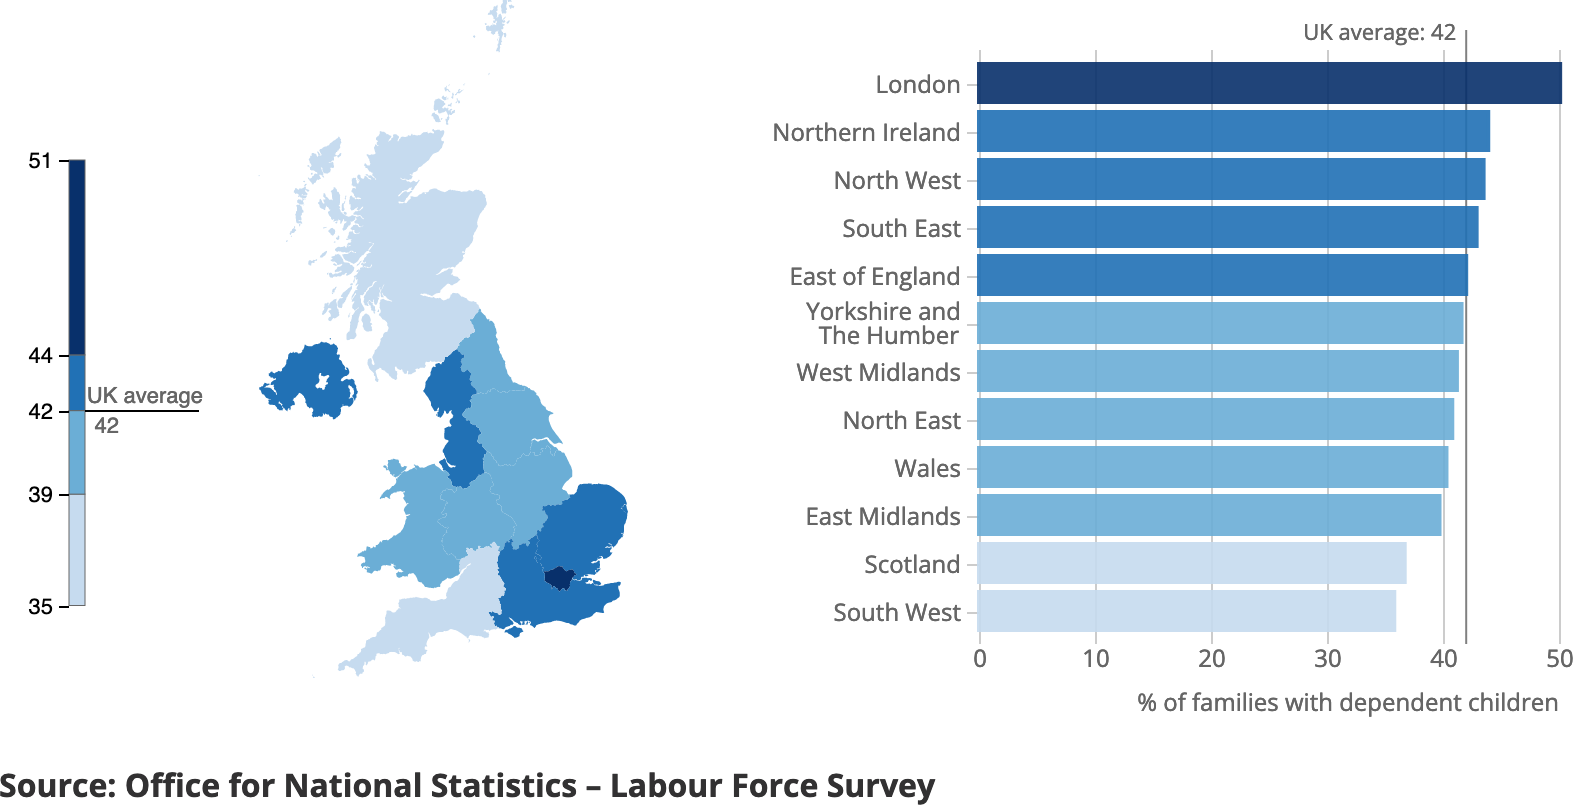 51
44
UK average
42
42
39
35
UK average: 42
London
Northern Ireland
North West
South East
East of England
Yorkshire and
The Humber
West Midlands
North East
Wales
East Midlands
Scotland
South West
0 10 20 30 40 50
% of families with dependent children
Source: Office for National Statistics – Labour Force Survey